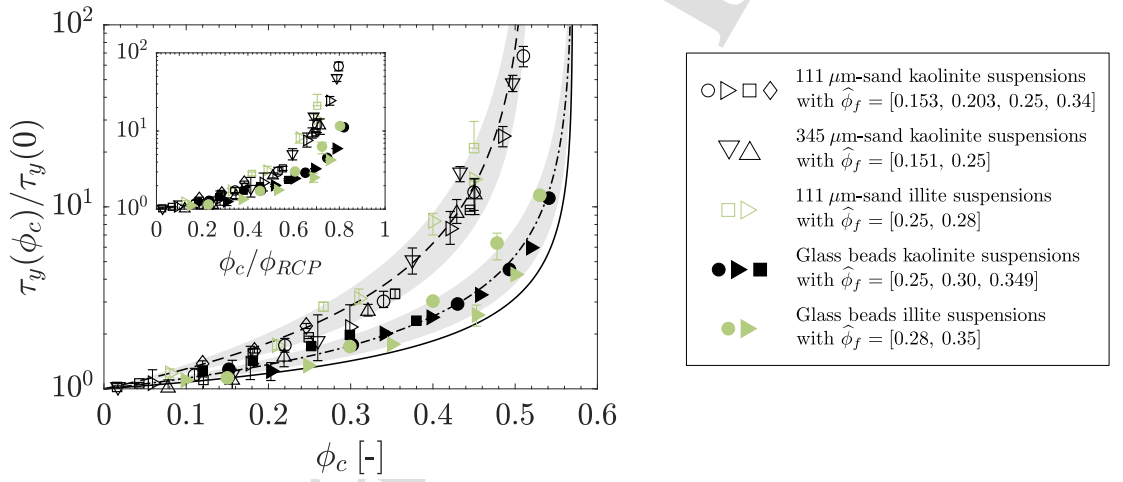 10^2
10^1
10^0
τ_y(ϕ_c)/τ_y(0)
10^2
10^1
10^0
0 0.2 0.4 0.6 0.8 1
ϕ_c/ϕ_RCP
0 0.1 0.2 0.3 0.4 0.5 0.6
ϕ_c [-]
111 μm-sand kaolinite suspensions
with ϕ̂_f = [0.153, 0.203, 0.25, 0.34]
345 μm-sand kaolinite suspensions
with ϕ̂_f = [0.151, 0.25]
111 μm-sand illite suspensions
with ϕ̂_f = [0.25, 0.28]
Glass beads kaolinite suspensions
with ϕ̂_f = [0.25, 0.30, 0.349]
Glass beads illite suspensions
with ϕ̂_f = [0.28, 0.35]